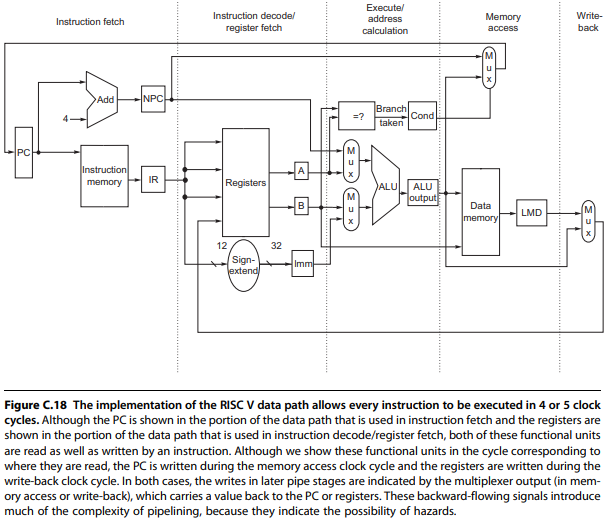 Instruction fetch
Instruction decode/
register fetch
Execute/
address
calculation
Memory
access
Write-
back
M
u
x
Add
NPC
4
=?
Branch
taken
Cond
PC
Instruction
memory
IR
Registers
A
B
M
u
x
M
u
x
ALU
ALU
output
Data
memory
LMD
M
u
x
12
32
Sign-
extend
Imm
Figure C.18 The implementation of the RISC V data path allows every instruction to be executed in 4 or 5 clock
cycles. Although the PC is shown in the portion of the data path that is used in instruction fetch and the registers are
shown in the portion of the data path that is used in instruction decode/register fetch, both of these functional units
are read as well as written by an instruction. Although we show these functional units in the cycle corresponding to
where they are read, the PC is written during the memory access clock cycle and the registers are written during the
write-back clock cycle. In both cases, the writes in later pipe stages are indicated by the multiplexer output (in mem-
ory access or write-back), which carries a value back to the PC or registers. These backward-flowing signals introduce
much of the complexity of pipelining, because they indicate the possibility of hazards.